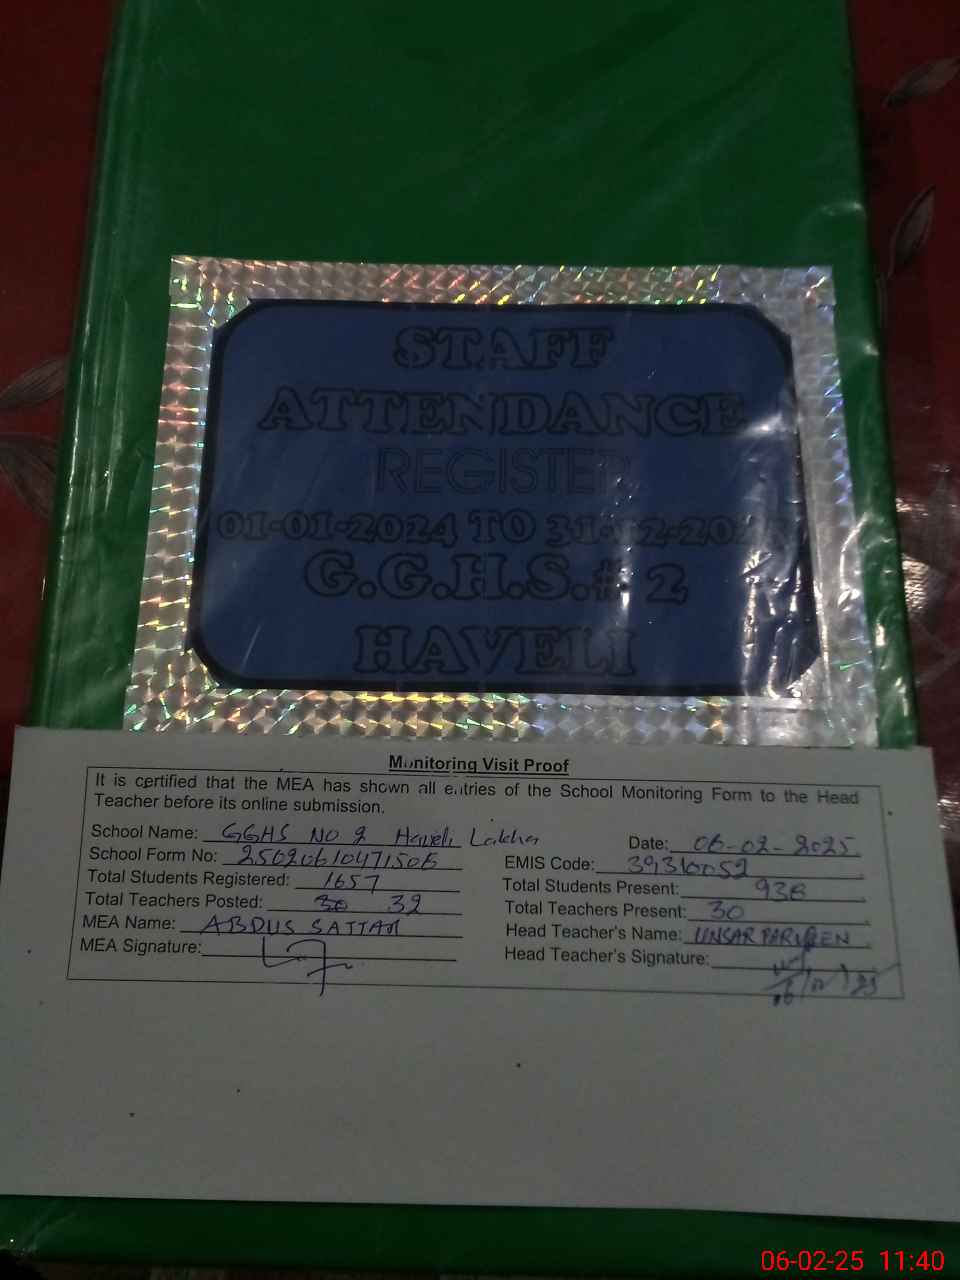 STAFF
ATTENDANCE
REGISTER
01-01-2024 TO 31-12-202
G.G.H.S.# 2
HAVELI
Monitoring Visit Proof
It is certified that the MEA has shown all entries of the School Monitoring Form to the Head
Teacher before its online submission.
School Name: GGHS NO 2 Haveli Lakha Date: 06-02-2025
School Form No: 25020610471506 EMIS Code: 39310052
Total Students Registered: 1657 Total Students Present: 938
Total Teachers Posted: 32 Total Teachers Present: 30
MEA Name: ABDUS SATTAR Head Teacher's Name: UNSAR PARVEEN
MEA Signature: Head Teacher's Signature:
06-02-25 11:40